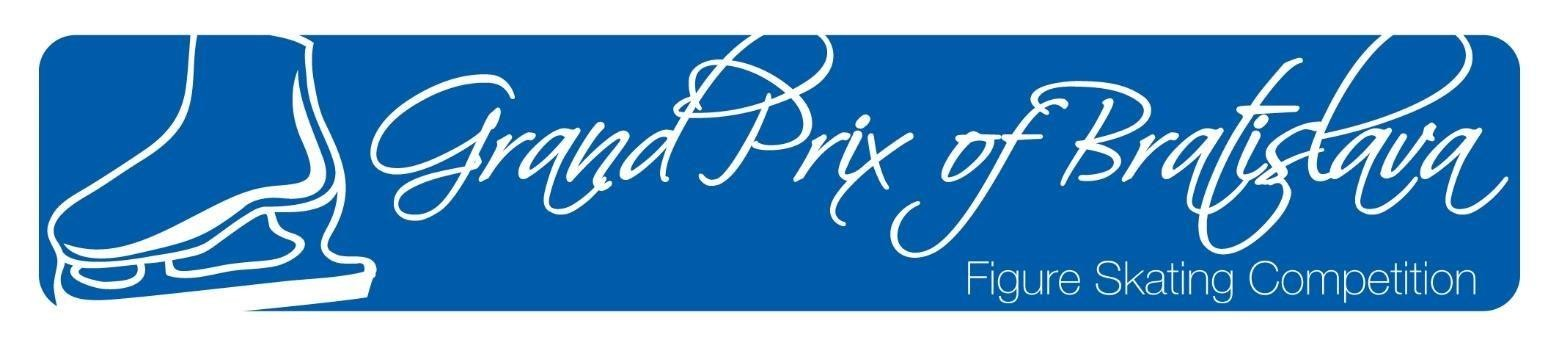 Grand Prix of Bratislava
Figure Skating Competition